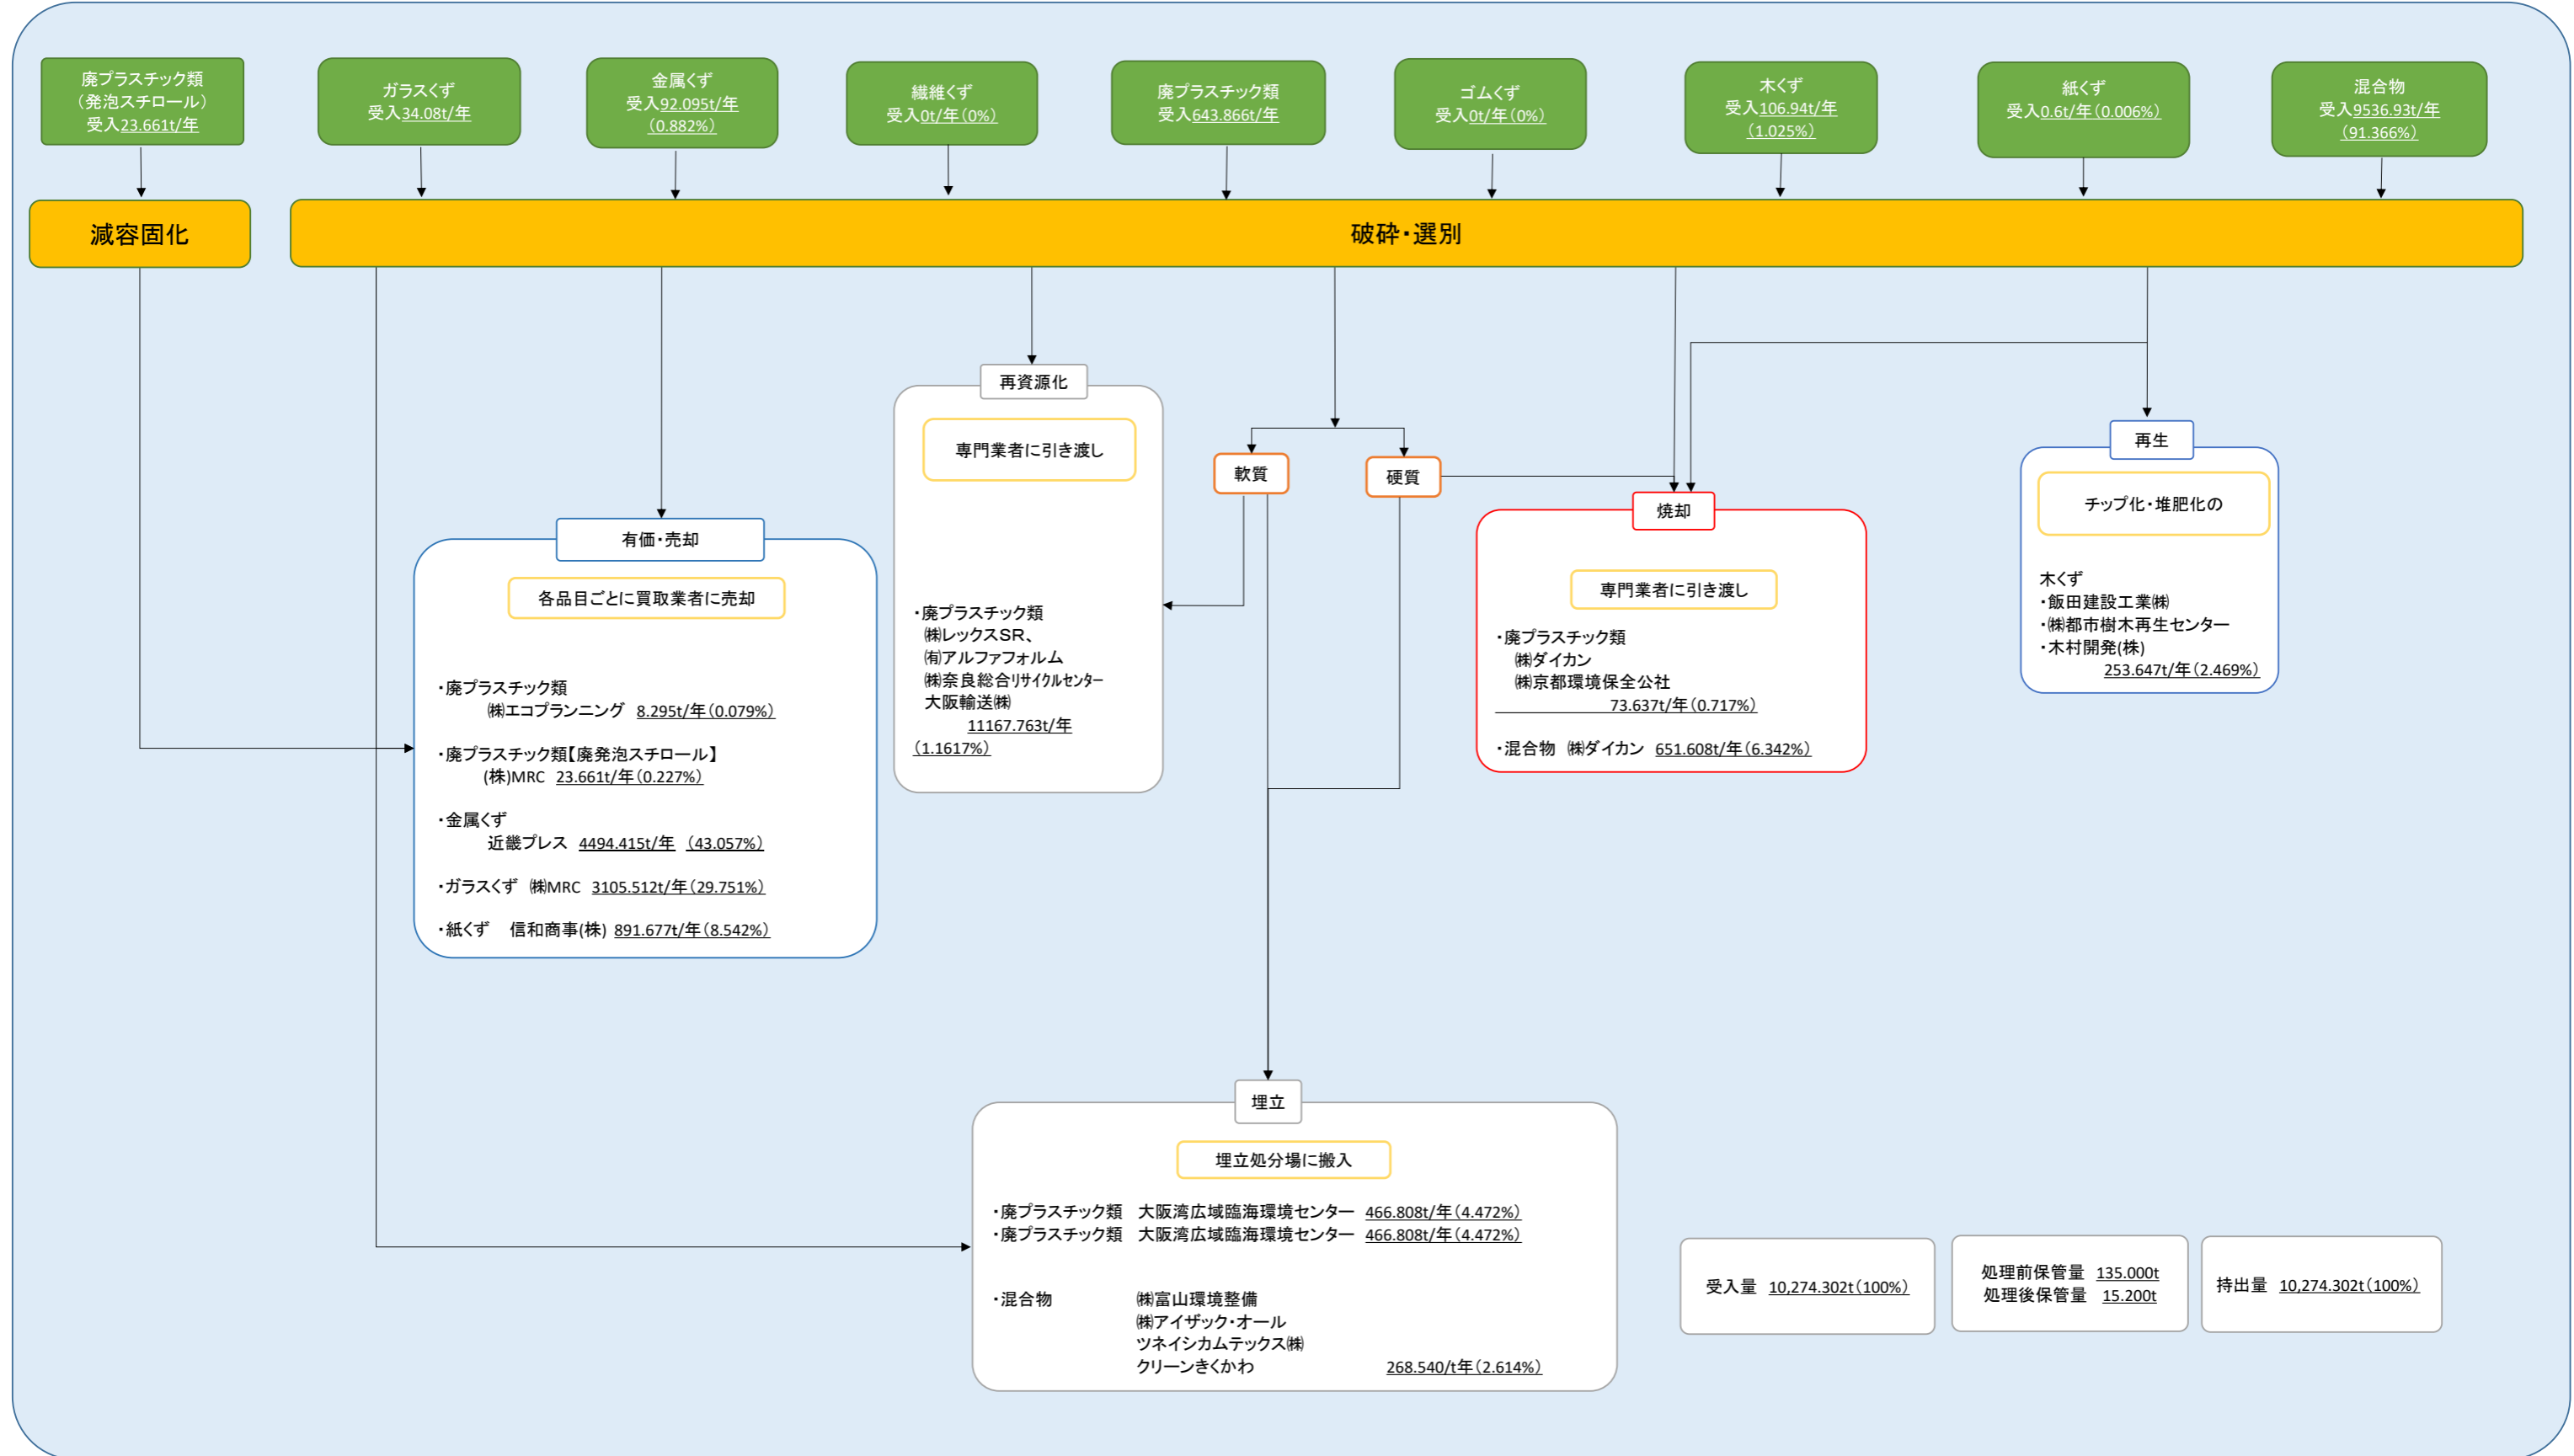 廃プラスチック類
（発泡スチロール）
受入23.661t/年
ガラスくず
受入34.08t/年
金属くず
受入92.095t/年
（0.882%）
繊維くず
受入0t/年（0%）
廃プラスチック類
受入643.866t/年
ゴムくず
受入0t/年（0%）
木くず
受入106.94t/年
（1.025%）
紙くず
受入0.6t/年（0.006%）
混合物
受入9536.93t/年
（91.366%）
減容固化
破砕・選別
再資源化
専門業者に引き渡し
・廃プラスチック類
㈱レックスSR、
㈲アルファフォルム
㈱奈良総合ﾘｻｲｸﾙｾﾝﾀｰ
大阪輸送㈱
11167.763t/年
（1.1617%）
軟質
硬質
再生
チップ化・堆肥化の
木くず
・飯田建設工業㈱
・㈱都市樹木再生センター
・木村開発(株)
253.647t/年（2.469%）
焼却
専門業者に引き渡し
・廃プラスチック類
㈱ダイカン
㈱京都環境保全公社
73.637t/年（0.717%）
・混合物　㈱ダイカン　651.608t/年（6.342%）
有価・売却
各品目ごとに買取業者に売却
・廃プラスチック類
㈱エコプランニング　8.295t/年（0.079%）
・廃プラスチック類【廃発泡スチロール】
(株)MRC　23.661t/年（0.227%）
・金属くず
近畿プレス　4494.415t/年　（43.057%）
・ガラスくず　㈱MRC　3105.512t/年（29.751%）
・紙くず　信和商事(株)　891.677t/年（8.542%）
埋立
埋立処分場に搬入
・廃プラスチック類　大阪湾広域臨海環境センター　466.808t/年（4.472%）
・廃プラスチック類　大阪湾広域臨海環境センター　466.808t/年（4.472%）
・混合物　㈱富山環境整備
㈱アイザック・オール
ツネイシカムテックス㈱
クリーンきくかわ　268.540/t年（2.614%）
受入量　10,274.302t（100%）
処理前保管量　135.000t
処理後保管量　15.200t
持出量　10,274.302t（100%）